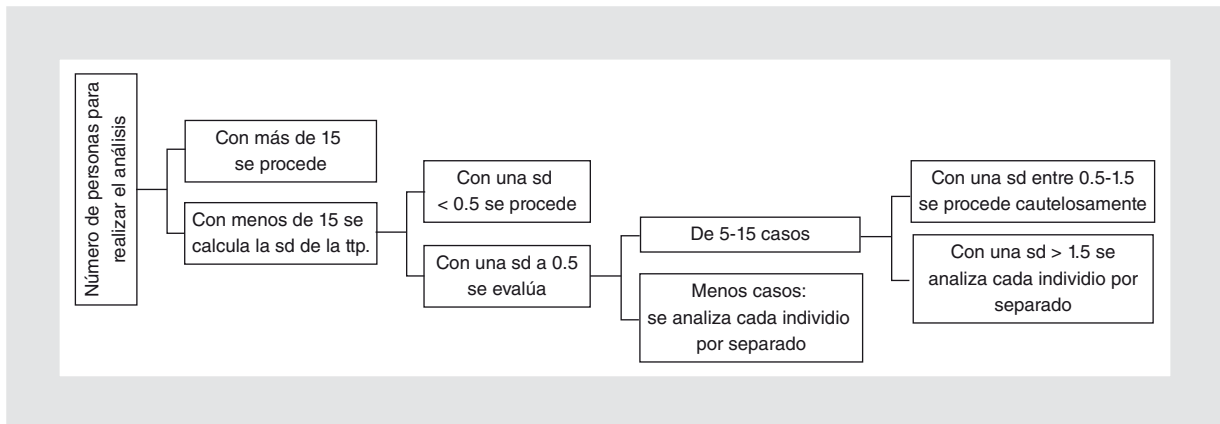 Número de personas para
realizar el análisis
Con más de 15
se procede
Con menos de 15 se
calcula la sd de la ttp.
Con una sd
< 0.5 se procede
Con una sd a 0.5
se evalúa
De 5-15 casos
Menos casos:
se analiza cada individio
por separado
Con una sd entre 0.5-1.5
se procede cautelosamente
Con una sd > 1.5 se
analiza cada individio por
separado